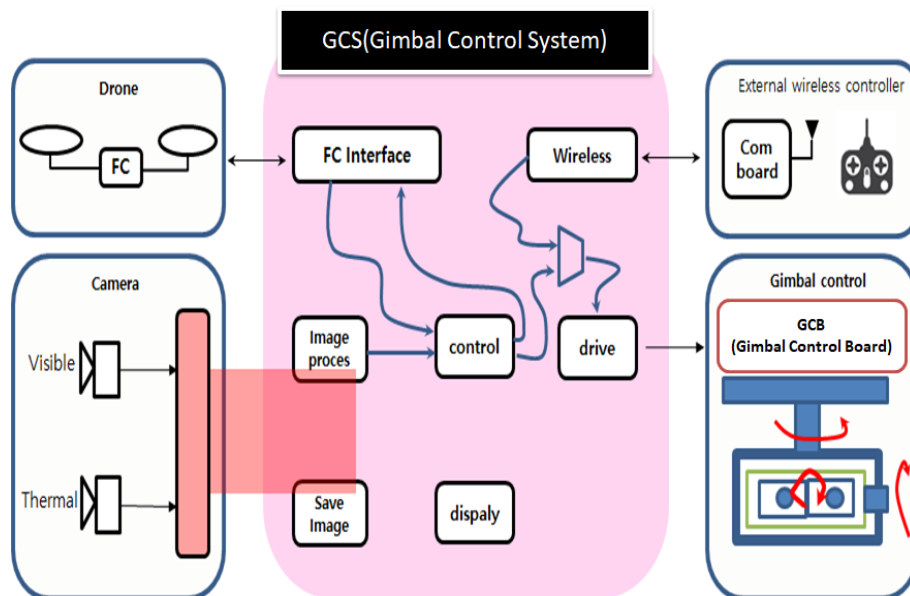 GCS(Gimbal Control System)
Drone
FC
FC Interface
Wireless
External wireless controller
Com
board
Camera
Visible
Thermal
Image
proces
control
drive
Save
Image
dispaly
Gimbal control
GCB
(Gimbal Control Board)